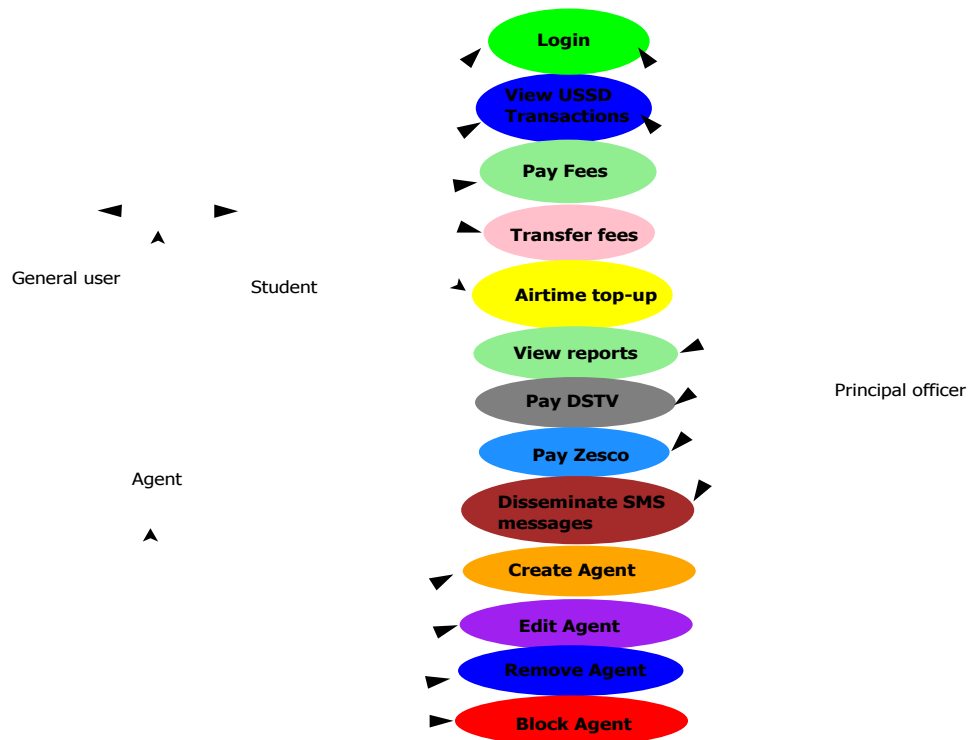 Login
View USSD
Transactions
Pay Fees
Transfer fees
General user
Student
Airtime top-up
View reports
Pay DSTV
Principal officer
Pay Zesco
Agent
Disseminate SMS
messages
Create Agent
Edit Agent
Remove Agent
Block Agent